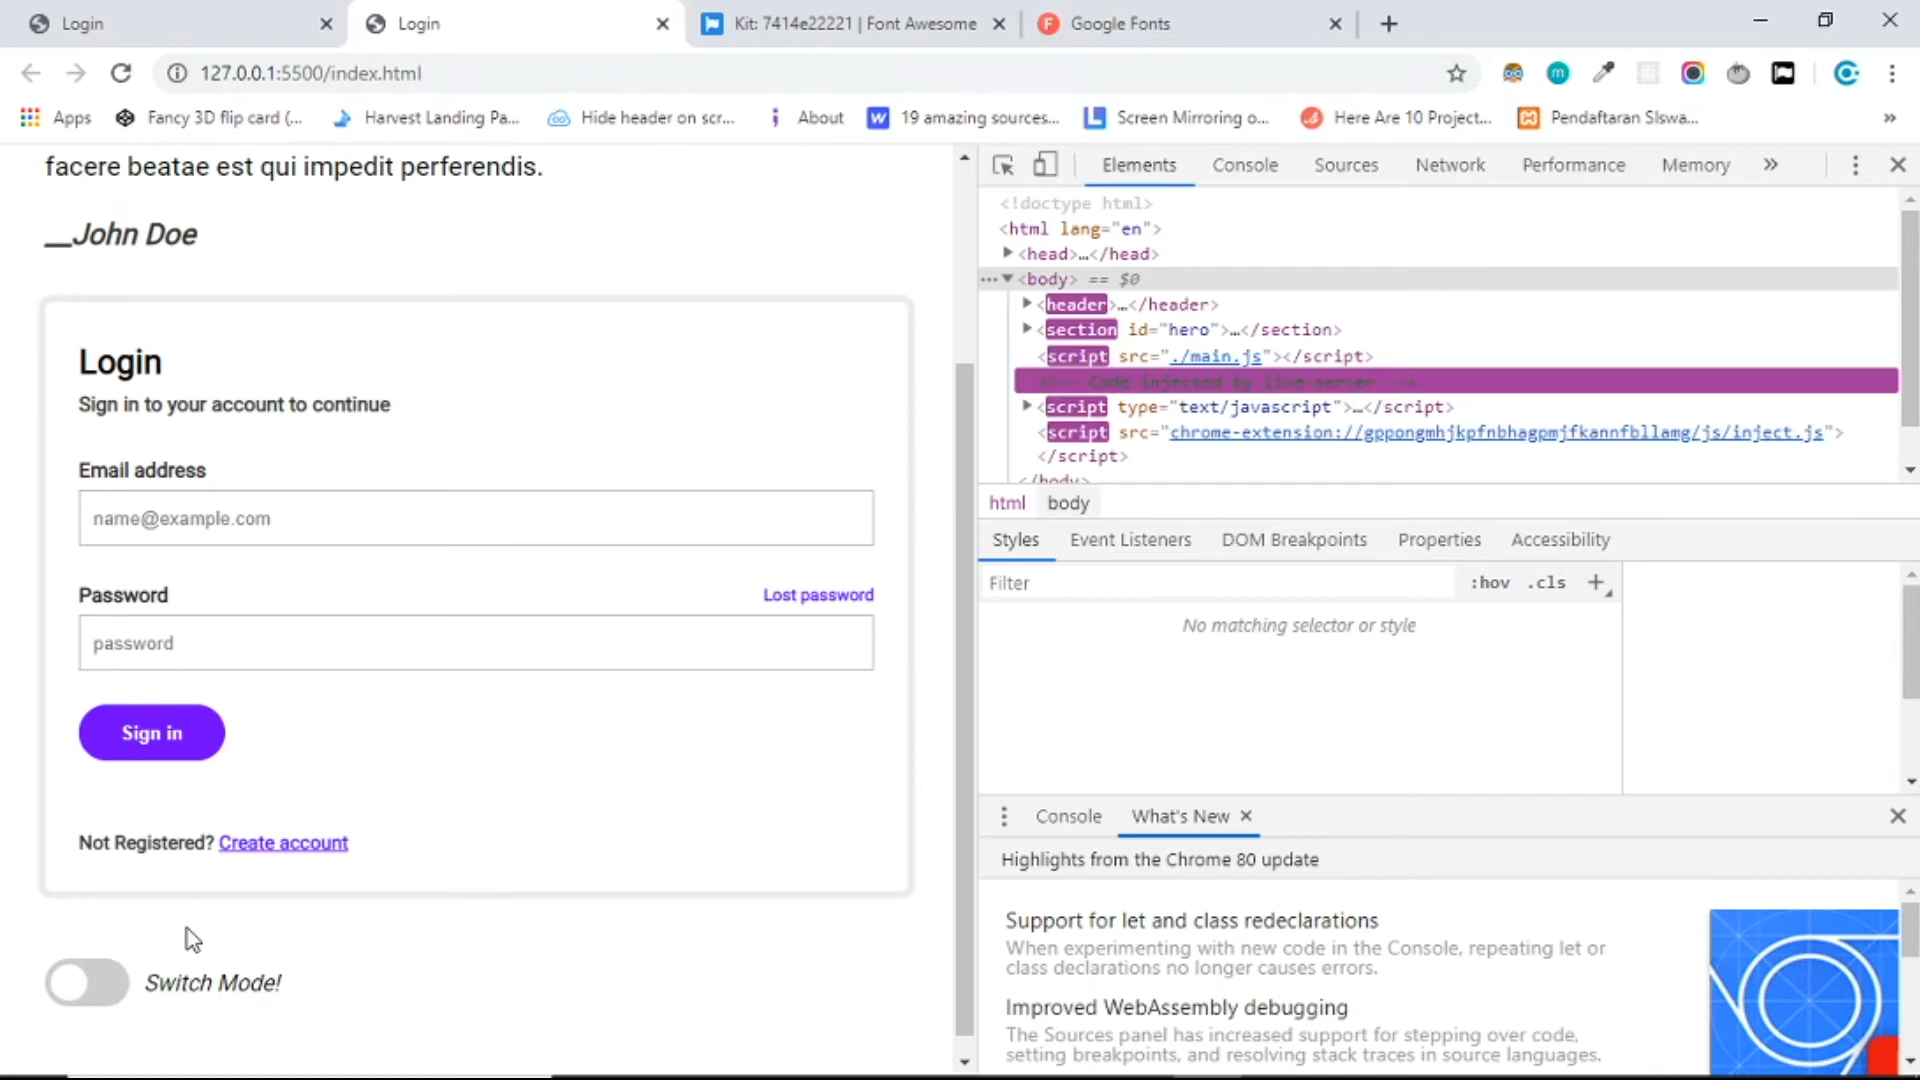 Login
Login
Kit: 7414e22221 | Font Awesome
Google Fonts
127.0.0.1:5500/index.html
m
Apps
Fancy 3D flip card (...
Harvest Landing Pa...
Hide header on scr...
About
19 amazing sources...
Screen Mirroring o...
Here Are 10 Project...
Pendaftaran SIswa...
»
facere beatae est qui impedit perferendis.
__John Doe
Login
Sign in to your account to continue
Email address
name@example.com
Password
Lost password
password
Sign in
Not Registered? Create account
Switch Mode!
Elements
Console
Sources
Network
Performance
Memory
»
<!doctype html>
<html lang="en">
<head>…</head>
<body> == $0
<header>…</header>
<section id="hero">…</section>
<script src="./main.js"></script>
<!-- Code injected by live-server -->
<script type="text/javascript">…</script>
<script src="chrome-extension://gppongmhjkpfnbhagpmjfkannfbllamg/js/inject.js">
</script>
</body>
html
body
Styles
Event Listeners
DOM Breakpoints
Properties
Accessibility
Filter
:hov
.cls
+
No matching selector or style
Console
What's New
Highlights from the Chrome 80 update
Support for let and class redeclarations
When experimenting with new code in the Console, repeating let or
class declarations no longer causes errors.
Improved WebAssembly debugging
The Sources panel has increased support for stepping over code,
setting breakpoints, and resolving stack traces in source languages.